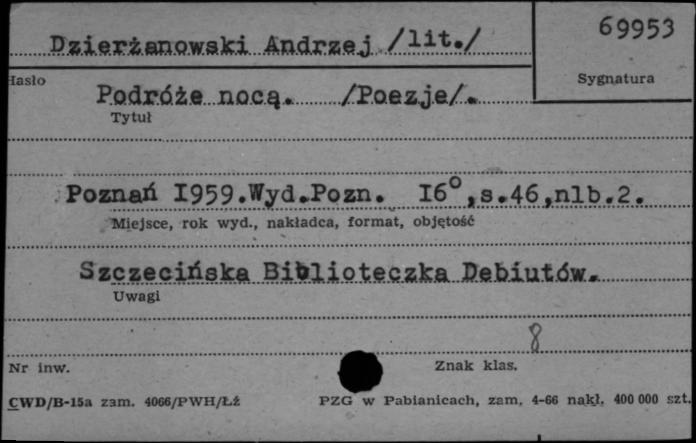 Dzierżanowski Andrzej /lit./
69953
Hasło
Sygnatura
Podróże nocą. /Poezje/.
Tytuł
Poznań I959.Wyd.Pozn. I6°,s.46,nlb.2.
Miejsce, rok wyd., nakładca, format, objętość
Szczecińska Biblioteczka Debiutów.
Uwagi
8
Nr inw.
Znak klas.
CWD/B-15a zam. 4066/PWH/Łź
PZG w Pabianicach, zam. 4-66 nakł. 400 000 szt.